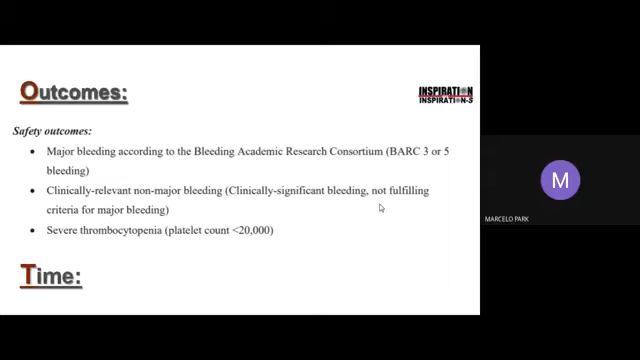 Outcomes:
INSPIRATION
INSPIRATION-S
Safety outcomes:
• Major bleeding according to the Bleeding Academic Research Consortium (BARC 3 or 5
bleeding)
• Clinically-relevant non-major bleeding (Clinically-significant bleeding, not fulfilling
criteria for major bleeding)
• Severe thrombocytopenia (platelet count <20,000)
Time:
M
MARCELO PARK